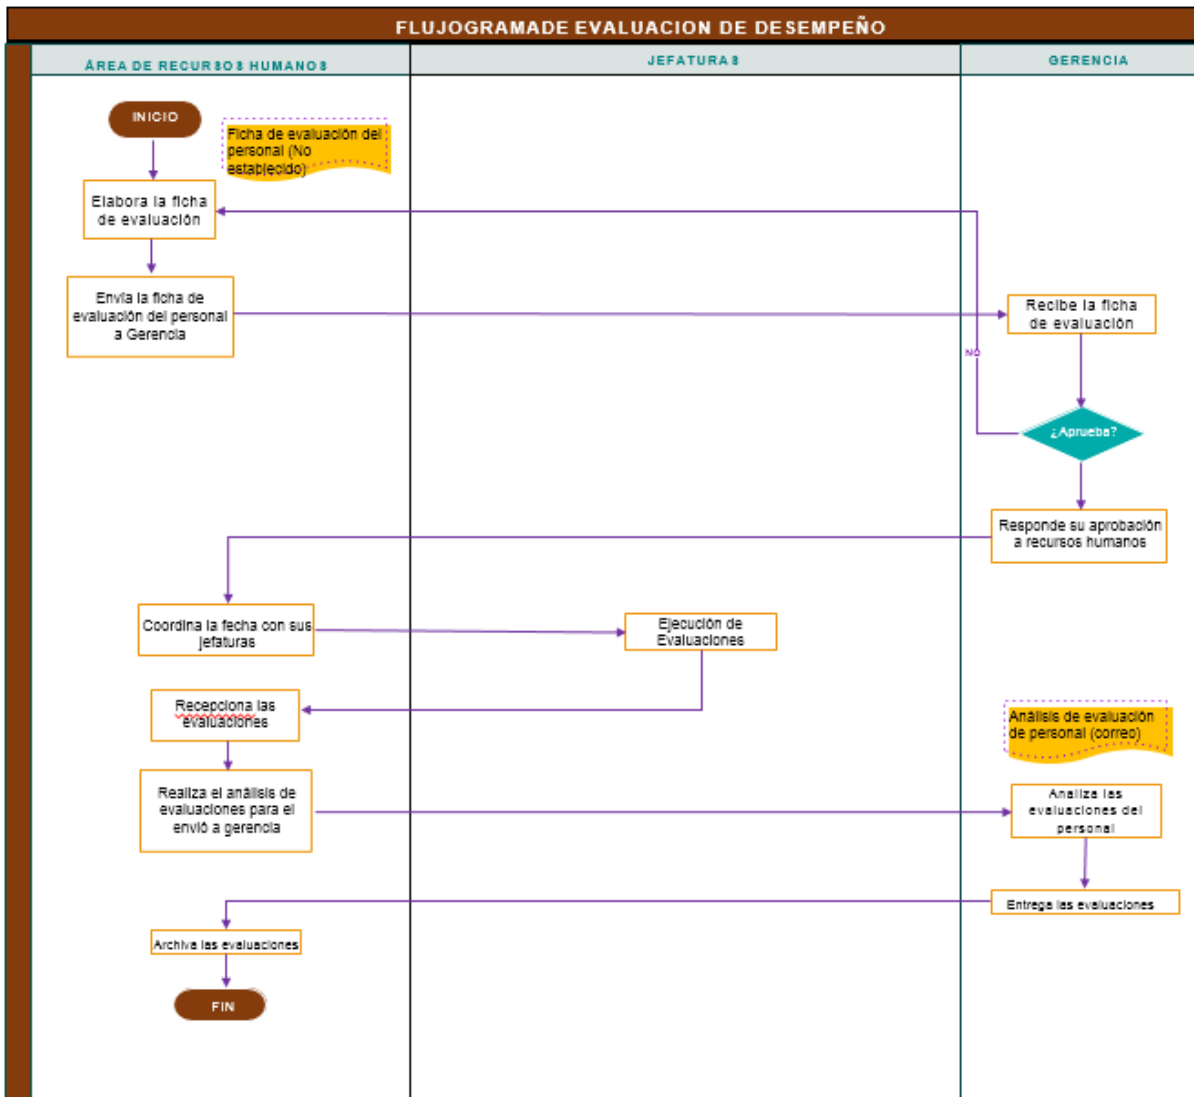 FLUJOGRAMADE EVALUACION DE DESEMPEÑO
ÁREA DE RECURSOS HUMANOS
JEFATURAS
GERENCIA
INICIO
Ficha de evaluación del
personal (No
establecido)
Elabora la ficha
de evaluación
Envía la ficha de
evaluación del personal
a Gerencia
Recibe la ficha
de evaluación
NO
¿Aprueba?
Responde su aprobación
a recursos humanos
Coordina la fecha con sus
jefaturas
Ejecución de
Evaluaciones
Recepciona las
evaluaciones
Análisis de evaluación
de personal (correo)
Realiza el análisis de
evaluaciones para el
envió a gerencia
Analiza las
evaluaciones del
personal
Entrega las evaluaciones
Archiva las evaluaciones
FIN